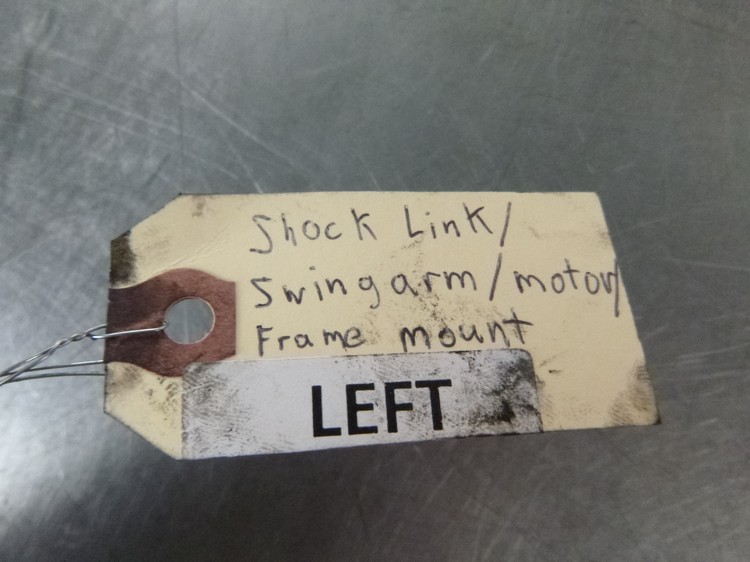 Shock Link/
Swingarm/motor/
Frame mount
LEFT